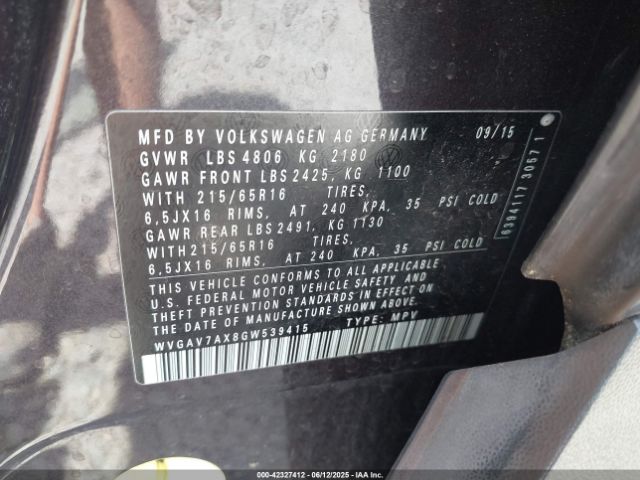 MFD BY VOLKSWAGEN AG GERMANY 09/15
GVWR LBS 4806 KG 2180
GAWR FRONT LBS 2425, KG 1100
WITH 215/65R16 TIRES,
6,5JX16 RIMS, AT 240 KPA, 35 PSI COLD
GAWR REAR LBS 2491, KG 1130
WITH 215/65R16 TIRES,
6,5JX16 RIMS, AT 240 KPA, 35 PSI COLD
THIS VEHICLE CONFORMS TO ALL APPLICABLE
U.S. FEDERAL MOTOR VEHICLE SAFETY AND
THEFT PREVENTION STANDARDS IN EFFECT ON
THE DATE OF MANUFACTURE SHOWN ABOVE.
WVGAV7AX8GW539415 TYPE: MPV
6394117 3057 1
000-42327412 | 06/12/2025 | IAA Inc.